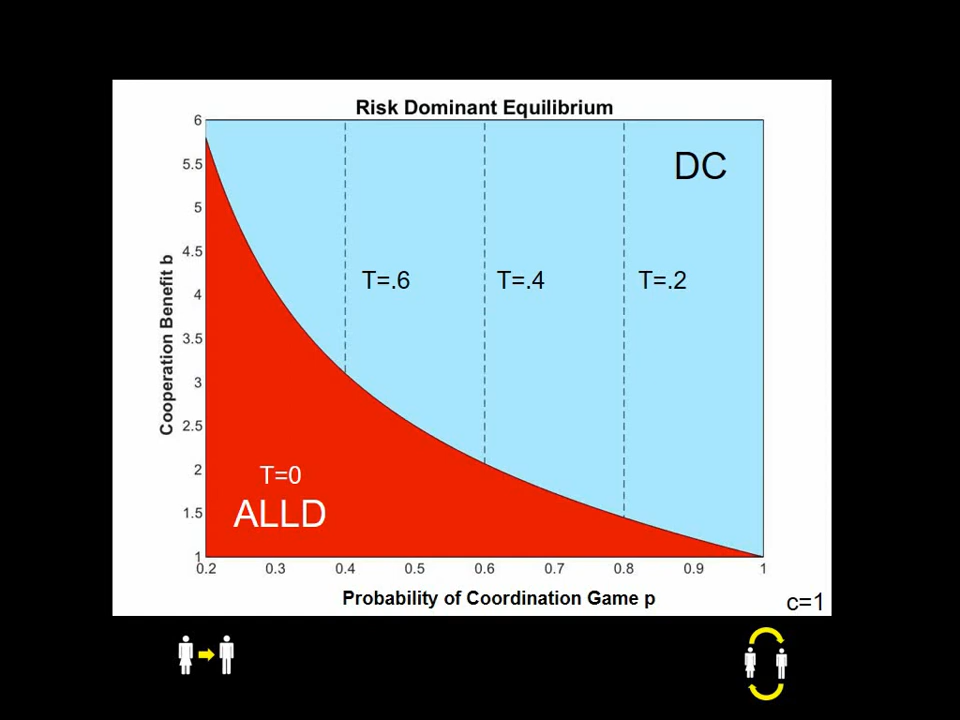 Risk Dominant Equilibrium
6
5.5
5
4.5
4
3.5
3
2.5
2
1.5
1
Cooperation Benefit b
DC
T=.6
T=.4
T=.2
T=0
ALLD
0.2 0.3 0.4 0.5 0.6 0.7 0.8 0.9 1
Probability of Coordination Game p
c=1